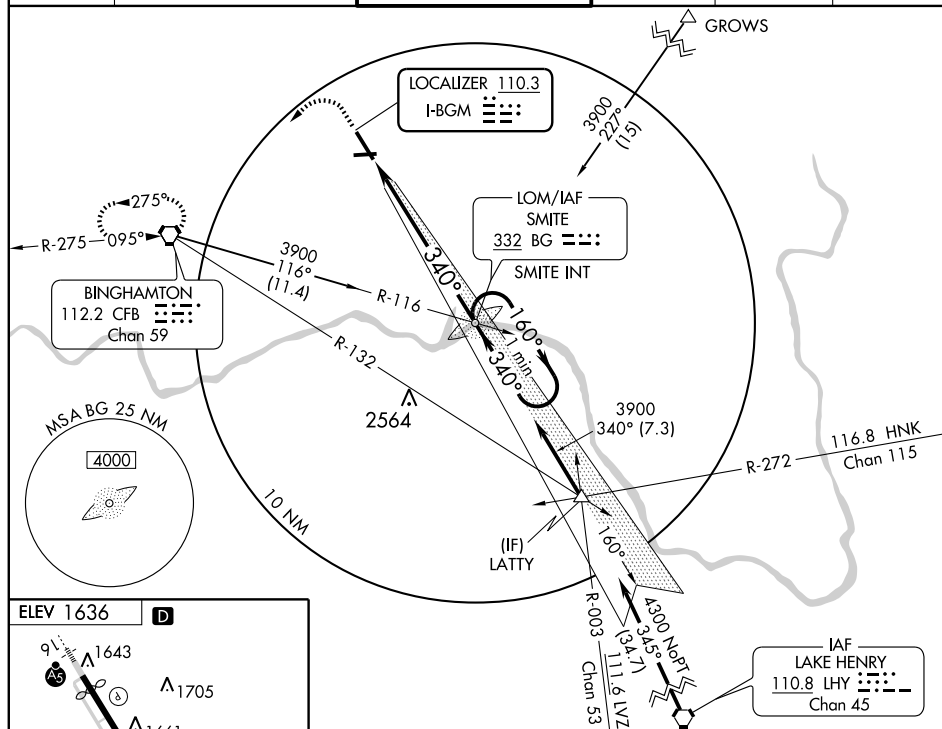 GROWS
LOCALIZER 110.3
I-BGM
3900
227°
(15)
LOM/IAF
SMITE
332 BG
SMITE INT
275°
R-275
095°
3900
116°
(11.4)
R-116
340°
BINGHAMTON
112.2 CFB
Chan 59
R-132
160°
1 min
340°
2564
3900
340° (7.3)
MSA BG 25 NM
4000
R-272
116.8 HNK
Chan 115
10 NM
(IF)
LATTY
160°
R-003
111.6 LVZ
Chan 53
4300 NoPT
345°
(34.7)
IAF
LAKE HENRY
110.8 LHY
Chan 45
ELEV 1636
D
16
A5
1643
1705
1661